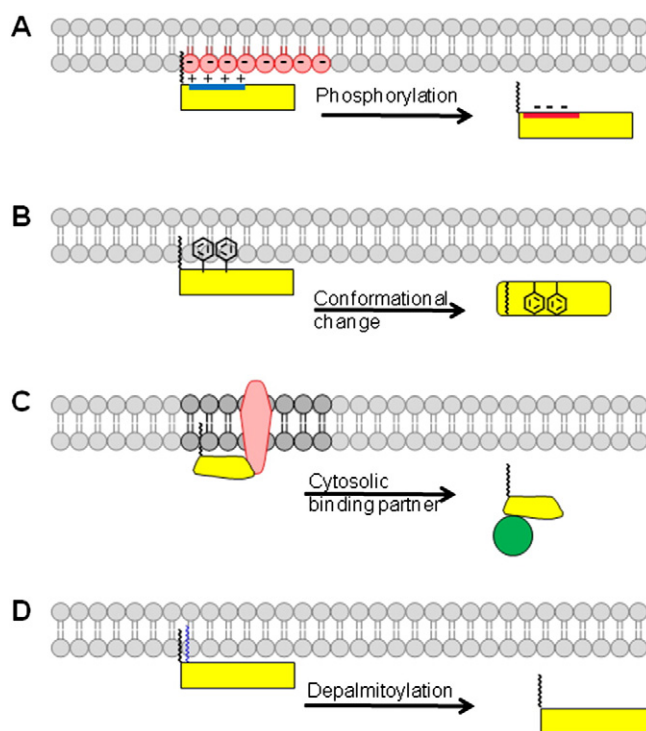 A
- - - - - - - -
+ + + +
Phosphorylation
- - -
B
Conformational
change
C
Cytosolic
binding partner
D
Depalmitoylation